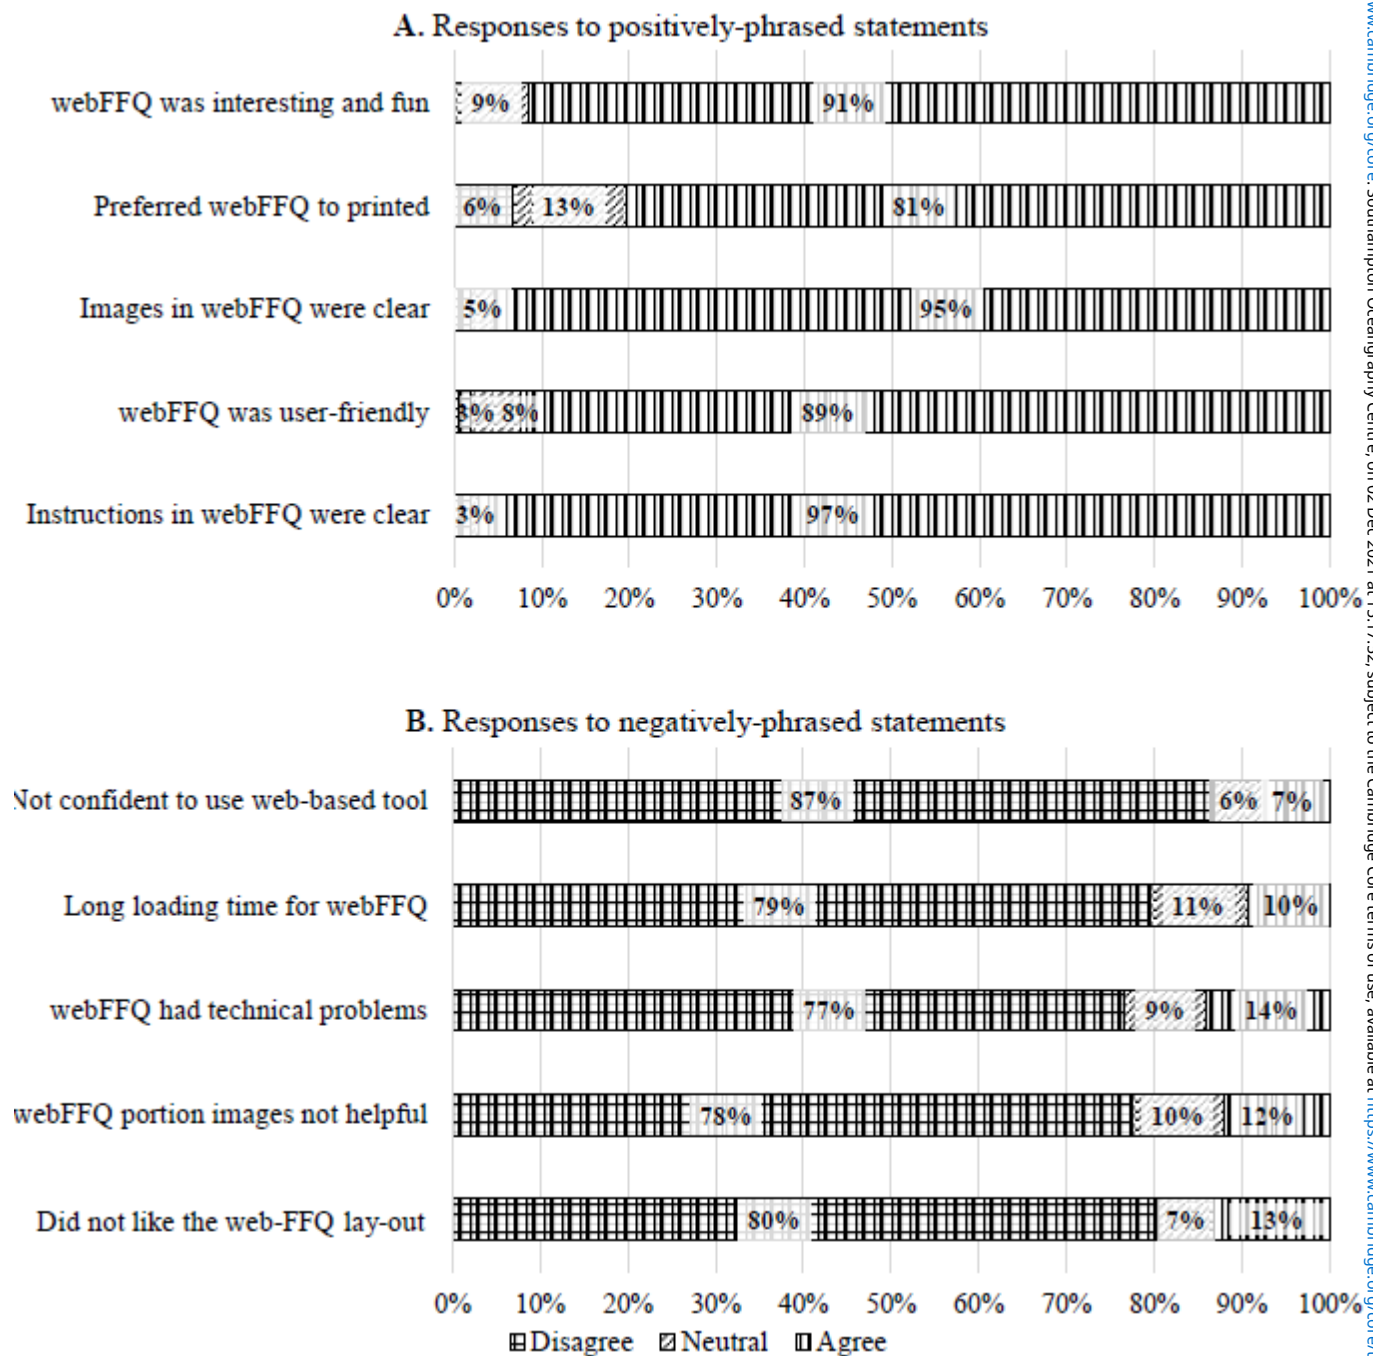 A. Responses to positively-phrased statements
webFFQ was interesting and fun 9% 91%
Preferred webFFQ to printed 6% 13% 81%
Images in webFFQ were clear 5% 95%
webFFQ was user-friendly 3% 8% 89%
Instructions in webFFQ were clear 3% 97%
0% 10% 20% 30% 40% 50% 60% 70% 80% 90% 100%
B. Responses to negatively-phrased statements
Not confident to use web-based tool 87% 6% 7%
Long loading time for webFFQ 79% 11% 10%
webFFQ had technical problems 77% 9% 14%
webFFQ portion images not helpful 78% 10% 12%
Did not like the web-FFQ lay-out 80% 7% 13%
0% 10% 20% 30% 40% 50% 60% 70% 80% 90% 100%
Disagree Neutral Agree